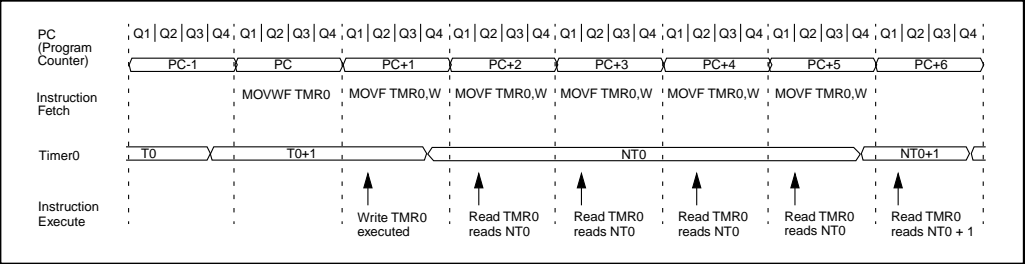 PC
(Program
Counter)
Q1 Q2 Q3 Q4 Q1 Q2 Q3 Q4 Q1 Q2 Q3 Q4 Q1 Q2 Q3 Q4 Q1 Q2 Q3 Q4 Q1 Q2 Q3 Q4 Q1 Q2 Q3 Q4 Q1 Q2 Q3 Q4
PC-1 PC PC+1 PC+2 PC+3 PC+4 PC+5 PC+6
Instruction
Fetch
MOVWF TMR0 MOVF TMR0,W MOVF TMR0,W MOVF TMR0,W MOVF TMR0,W MOVF TMR0,W
Timer0
T0 T0+1 NT0 NT0+1
Instruction
Execute
Write TMR0
executed
Read TMR0
reads NT0
Read TMR0
reads NT0
Read TMR0
reads NT0
Read TMR0
reads NT0
Read TMR0
reads NT0 + 1